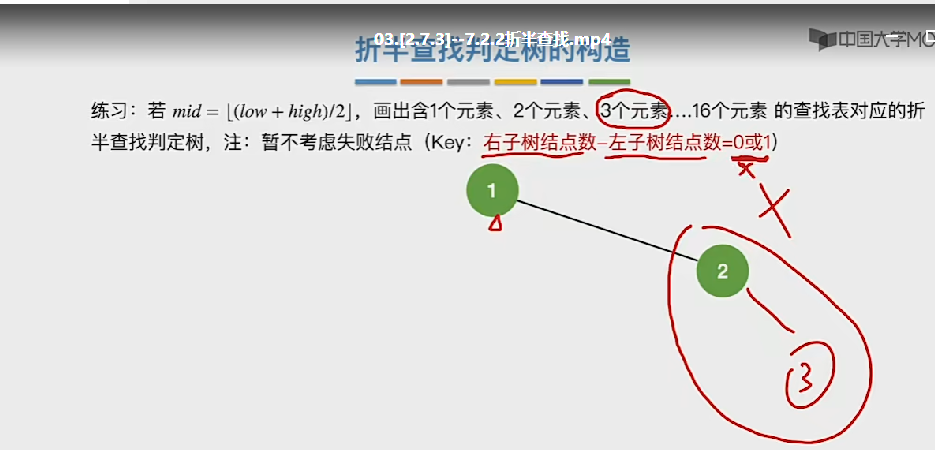 03.[2.7.3]--7.2.2折半查找.mp4
折半查找判定树的构造
中国大学MO
练习：若 mid = ⌊(low + high)/2⌋，画出含1个元素、2个元素、3个元素....16个元素 的查找表对应的折
半查找判定树，注：暂不考虑失败结点（Key：右子树结点数-左子树结点数=0或1）
1
2
3